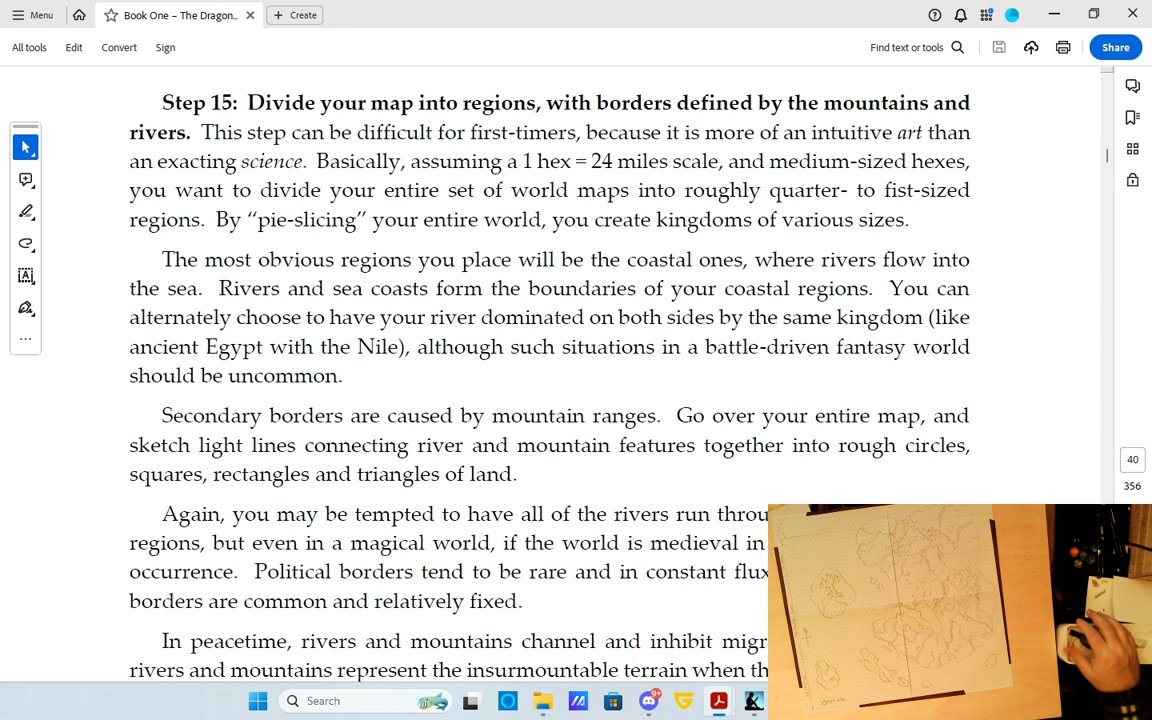 Menu
Book One – The Dragon...
Create
All tools
Edit
Convert
Sign
Find text or tools
Share
Step 15:  Divide your map into regions, with borders defined by the mountains and
rivers.  This step can be difficult for first-timers, because it is more of an intuitive art than
an exacting science.  Basically, assuming a 1 hex = 24 miles scale, and medium-sized hexes,
you want to divide your entire set of world maps into roughly quarter- to fist-sized
regions.  By “pie-slicing” your entire world, you create kingdoms of various sizes.
The most obvious regions you place will be the coastal ones, where rivers flow into
the sea.  Rivers and sea coasts form the boundaries of your coastal regions.  You can
alternately choose to have your river dominated on both sides by the same kingdom (like
ancient Egypt with the Nile), although such situations in a battle-driven fantasy world
should be uncommon.
Secondary borders are caused by mountain ranges.  Go over your entire map, and
sketch light lines connecting river and mountain features together into rough circles,
squares, rectangles and triangles of land.
Again, you may be tempted to have all of the rivers run throu
regions, but even in a magical world, if the world is medieval in
occurrence.  Political borders tend to be rare and in constant flux
borders are common and relatively fixed.
In peacetime, rivers and mountains channel and inhibit migr
rivers and mountains represent the insurmountable terrain when th
40
356
Search
9+